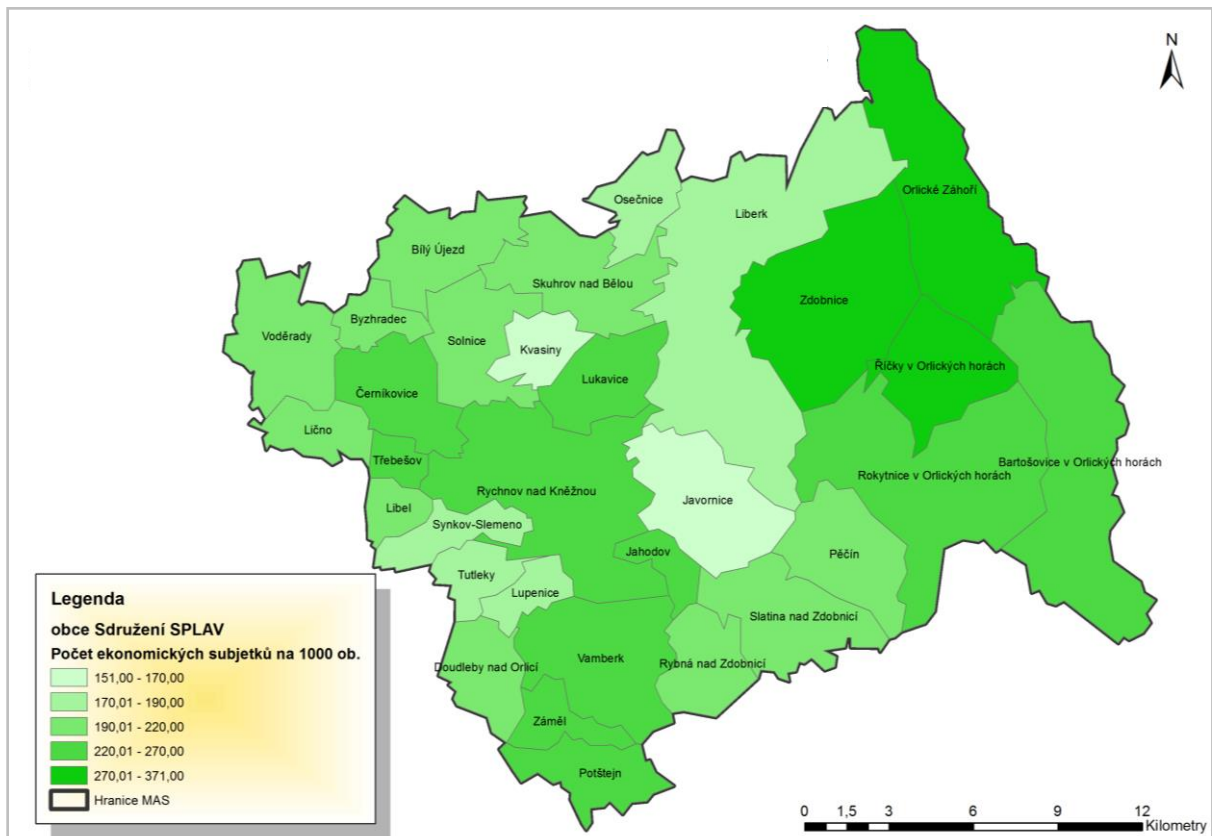 N
Orlické Záhoří
Osečnice
Liberk
Bílý Újezd
Skuhrov nad Bělou
Zdobnice
Byzhradec
Voděrady
Solnice
Kvasiny
Říčky v Orlických horách
Lukavice
Černíkovice
Lično
Třebešov
Bartošovice v Orlických horách
Rokytnice v Orlických horách
Rychnov nad Kněžnou
Javornice
Libel
Synkov-Slemeno
Jahodov
Pěčín
Tutleky
Lupenice
Slatina nad Zdobnicí
Doudleby nad Orlicí
Vamberk
Rybná nad Zdobnicí
Záměl
Potštejn
Legenda
obce Sdružení SPLAV
Počet ekonomických subjetků na 1000 ob.
151,00 - 170,00
170,01 - 190,00
190,01 - 220,00
220,01 - 270,00
270,01 - 371,00
Hranice MAS
0 1,5 3 6 9 12
Kilometry